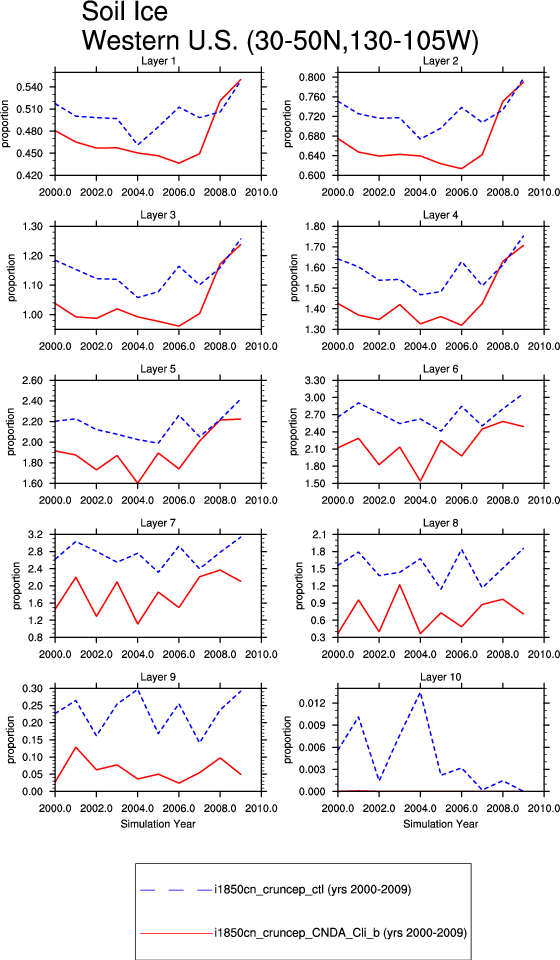 Soil Ice
Western U.S. (30-50N,130-105W)
Layer 1
0.540
0.510
0.480
0.450
0.420
proportion
2000.0 2002.0 2004.0 2006.0 2008.0 2010.0
Layer 2
0.800
0.760
0.720
0.680
0.640
0.600
proportion
2000.0 2002.0 2004.0 2006.0 2008.0 2010.0
Layer 3
1.30
1.20
1.10
1.00
proportion
2000.0 2002.0 2004.0 2006.0 2008.0 2010.0
Layer 4
1.80
1.70
1.60
1.50
1.40
1.30
proportion
2000.0 2002.0 2004.0 2006.0 2008.0 2010.0
Layer 5
2.60
2.40
2.20
2.00
1.80
1.60
proportion
2000.0 2002.0 2004.0 2006.0 2008.0 2010.0
Layer 6
3.30
3.00
2.70
2.40
2.10
1.80
1.50
proportion
2000.0 2002.0 2004.0 2006.0 2008.0 2010.0
Layer 7
3.2
2.8
2.4
2.0
1.6
1.2
0.8
proportion
2000.0 2002.0 2004.0 2006.0 2008.0 2010.0
Layer 8
2.1
1.8
1.5
1.2
0.9
0.6
0.3
proportion
2000.0 2002.0 2004.0 2006.0 2008.0 2010.0
Layer 9
0.30
0.25
0.20
0.15
0.10
0.05
0.00
proportion
2000.0 2002.0 2004.0 2006.0 2008.0 2010.0
Simulation Year
Layer 10
0.012
0.009
0.006
0.003
0.000
proportion
2000.0 2002.0 2004.0 2006.0 2008.0 2010.0
Simulation Year
i1850cn_cruncep_ctl (yrs 2000-2009)
i1850cn_cruncep_CNDA_Cli_b (yrs 2000-2009)